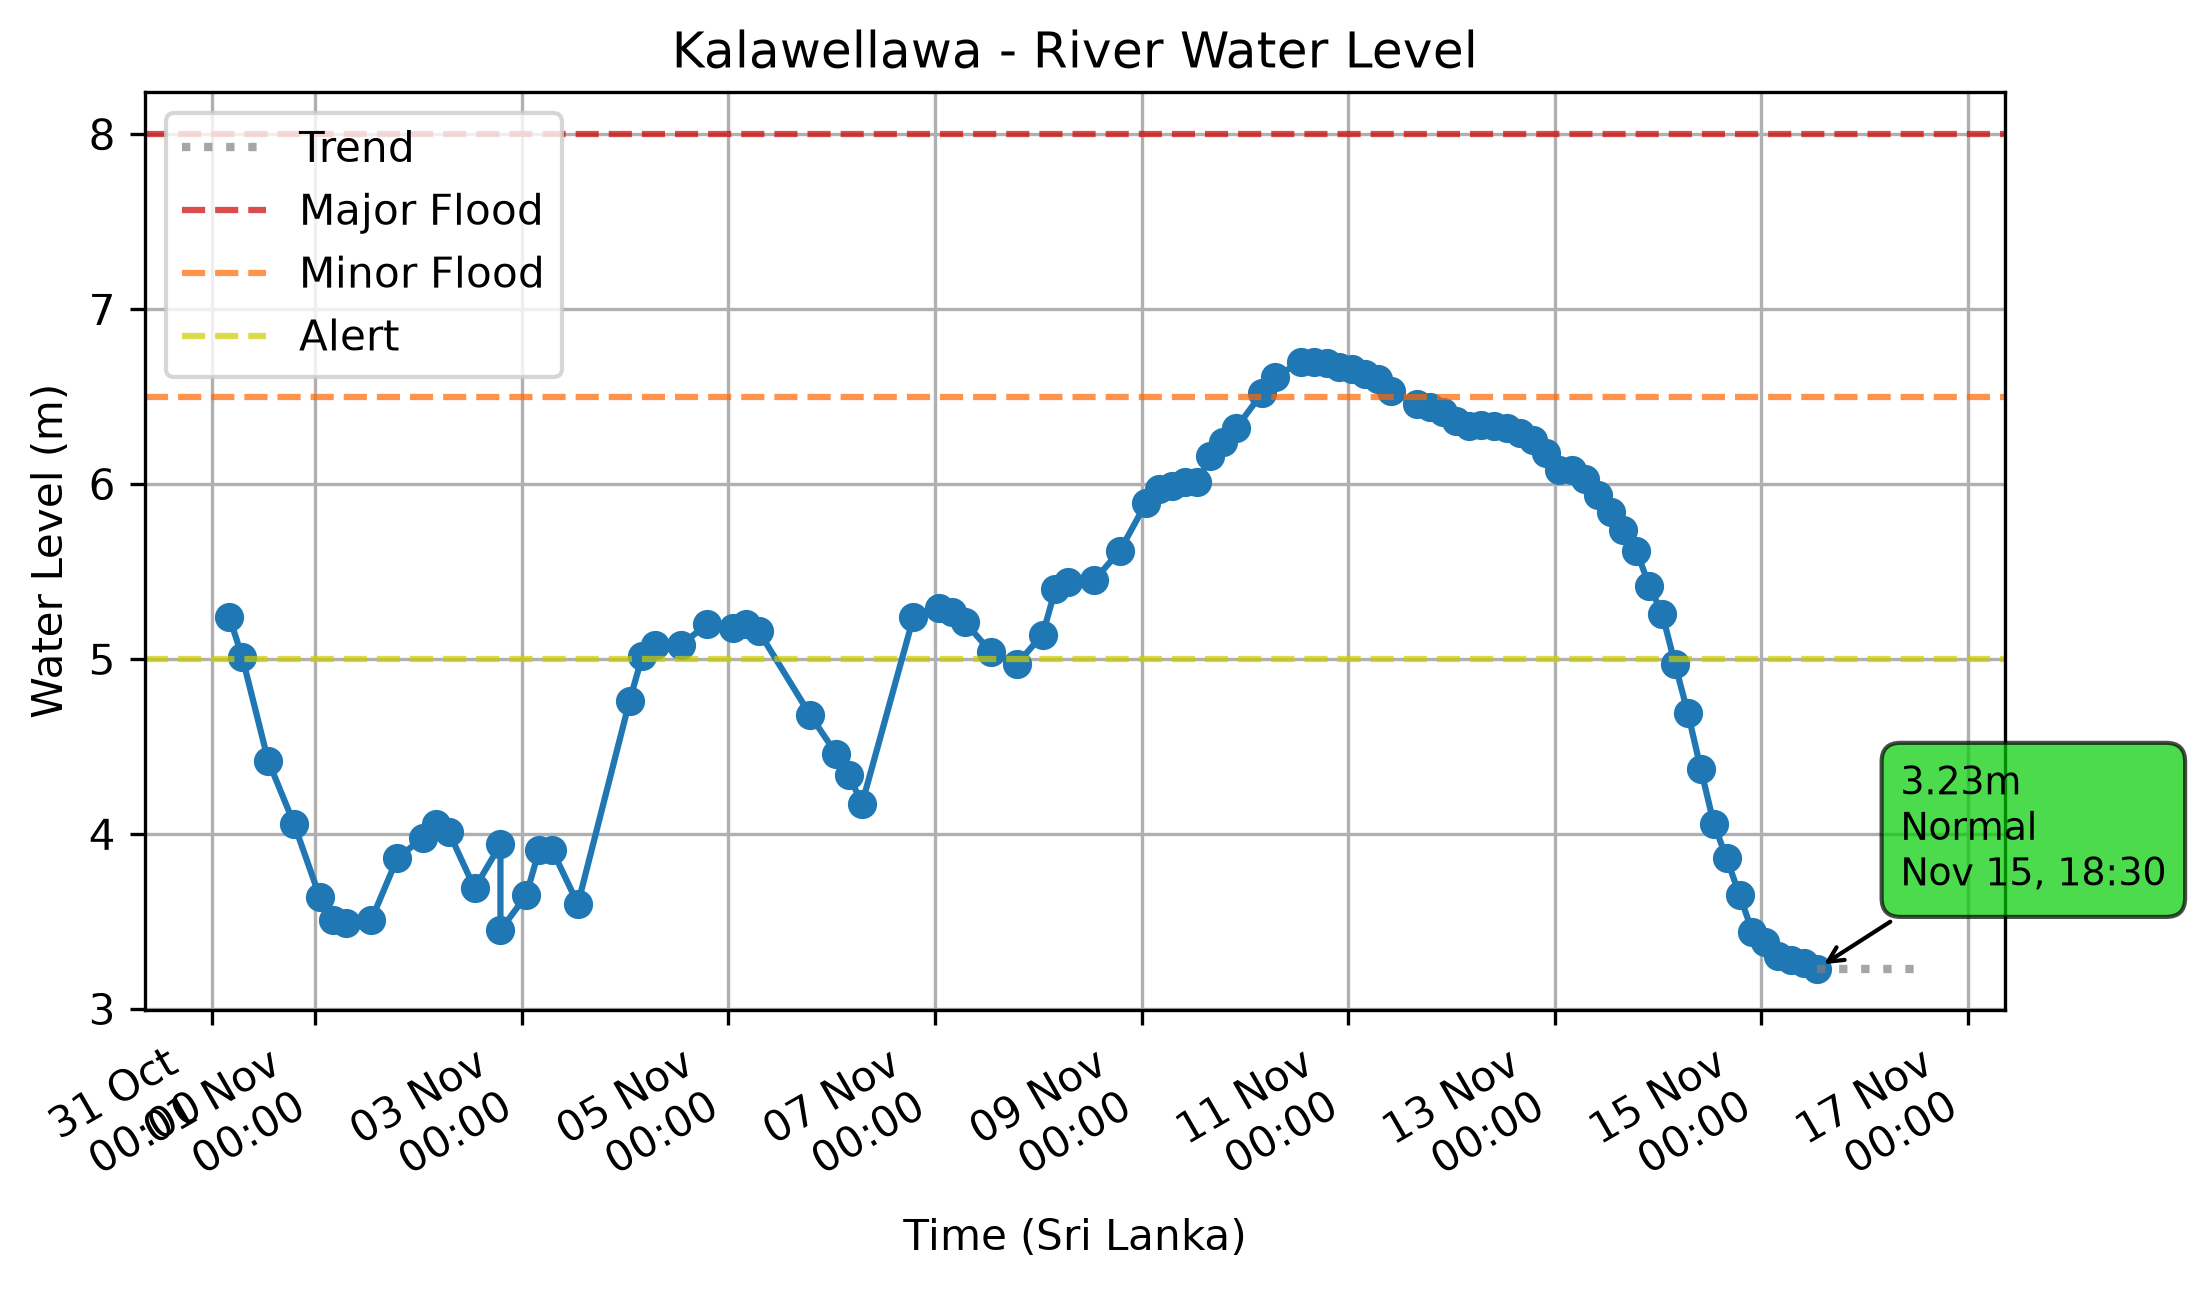 Kalawellawa - River Water Level
Trend
Major Flood
Minor Flood
Alert
8
7
6
5
4
3
Water Level (m)
3.23m
Normal
Nov 15, 18:30
31 Oct
00:00
01 Nov
00:00
03 Nov
00:00
05 Nov
00:00
07 Nov
00:00
09 Nov
00:00
11 Nov
00:00
13 Nov
00:00
15 Nov
00:00
17 Nov
00:00
Time (Sri Lanka)